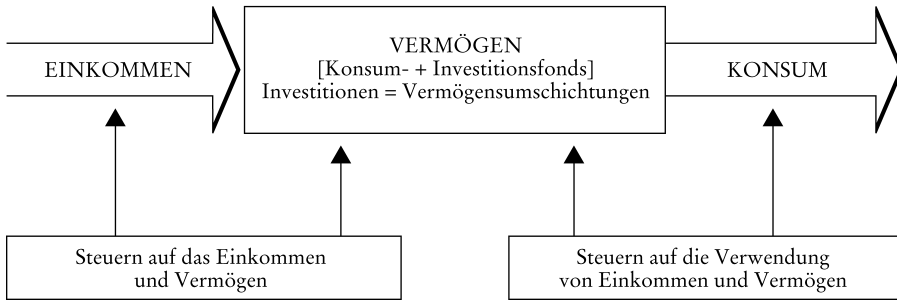 EINKOMMEN
VERMÖGEN
[Konsum- + Investitionsfonds]
Investitionen = Vermögensumschichtungen
KONSUM
Steuern auf das Einkommen
und Vermögen
Steuern auf die Verwendung
von Einkommen und Vermögen